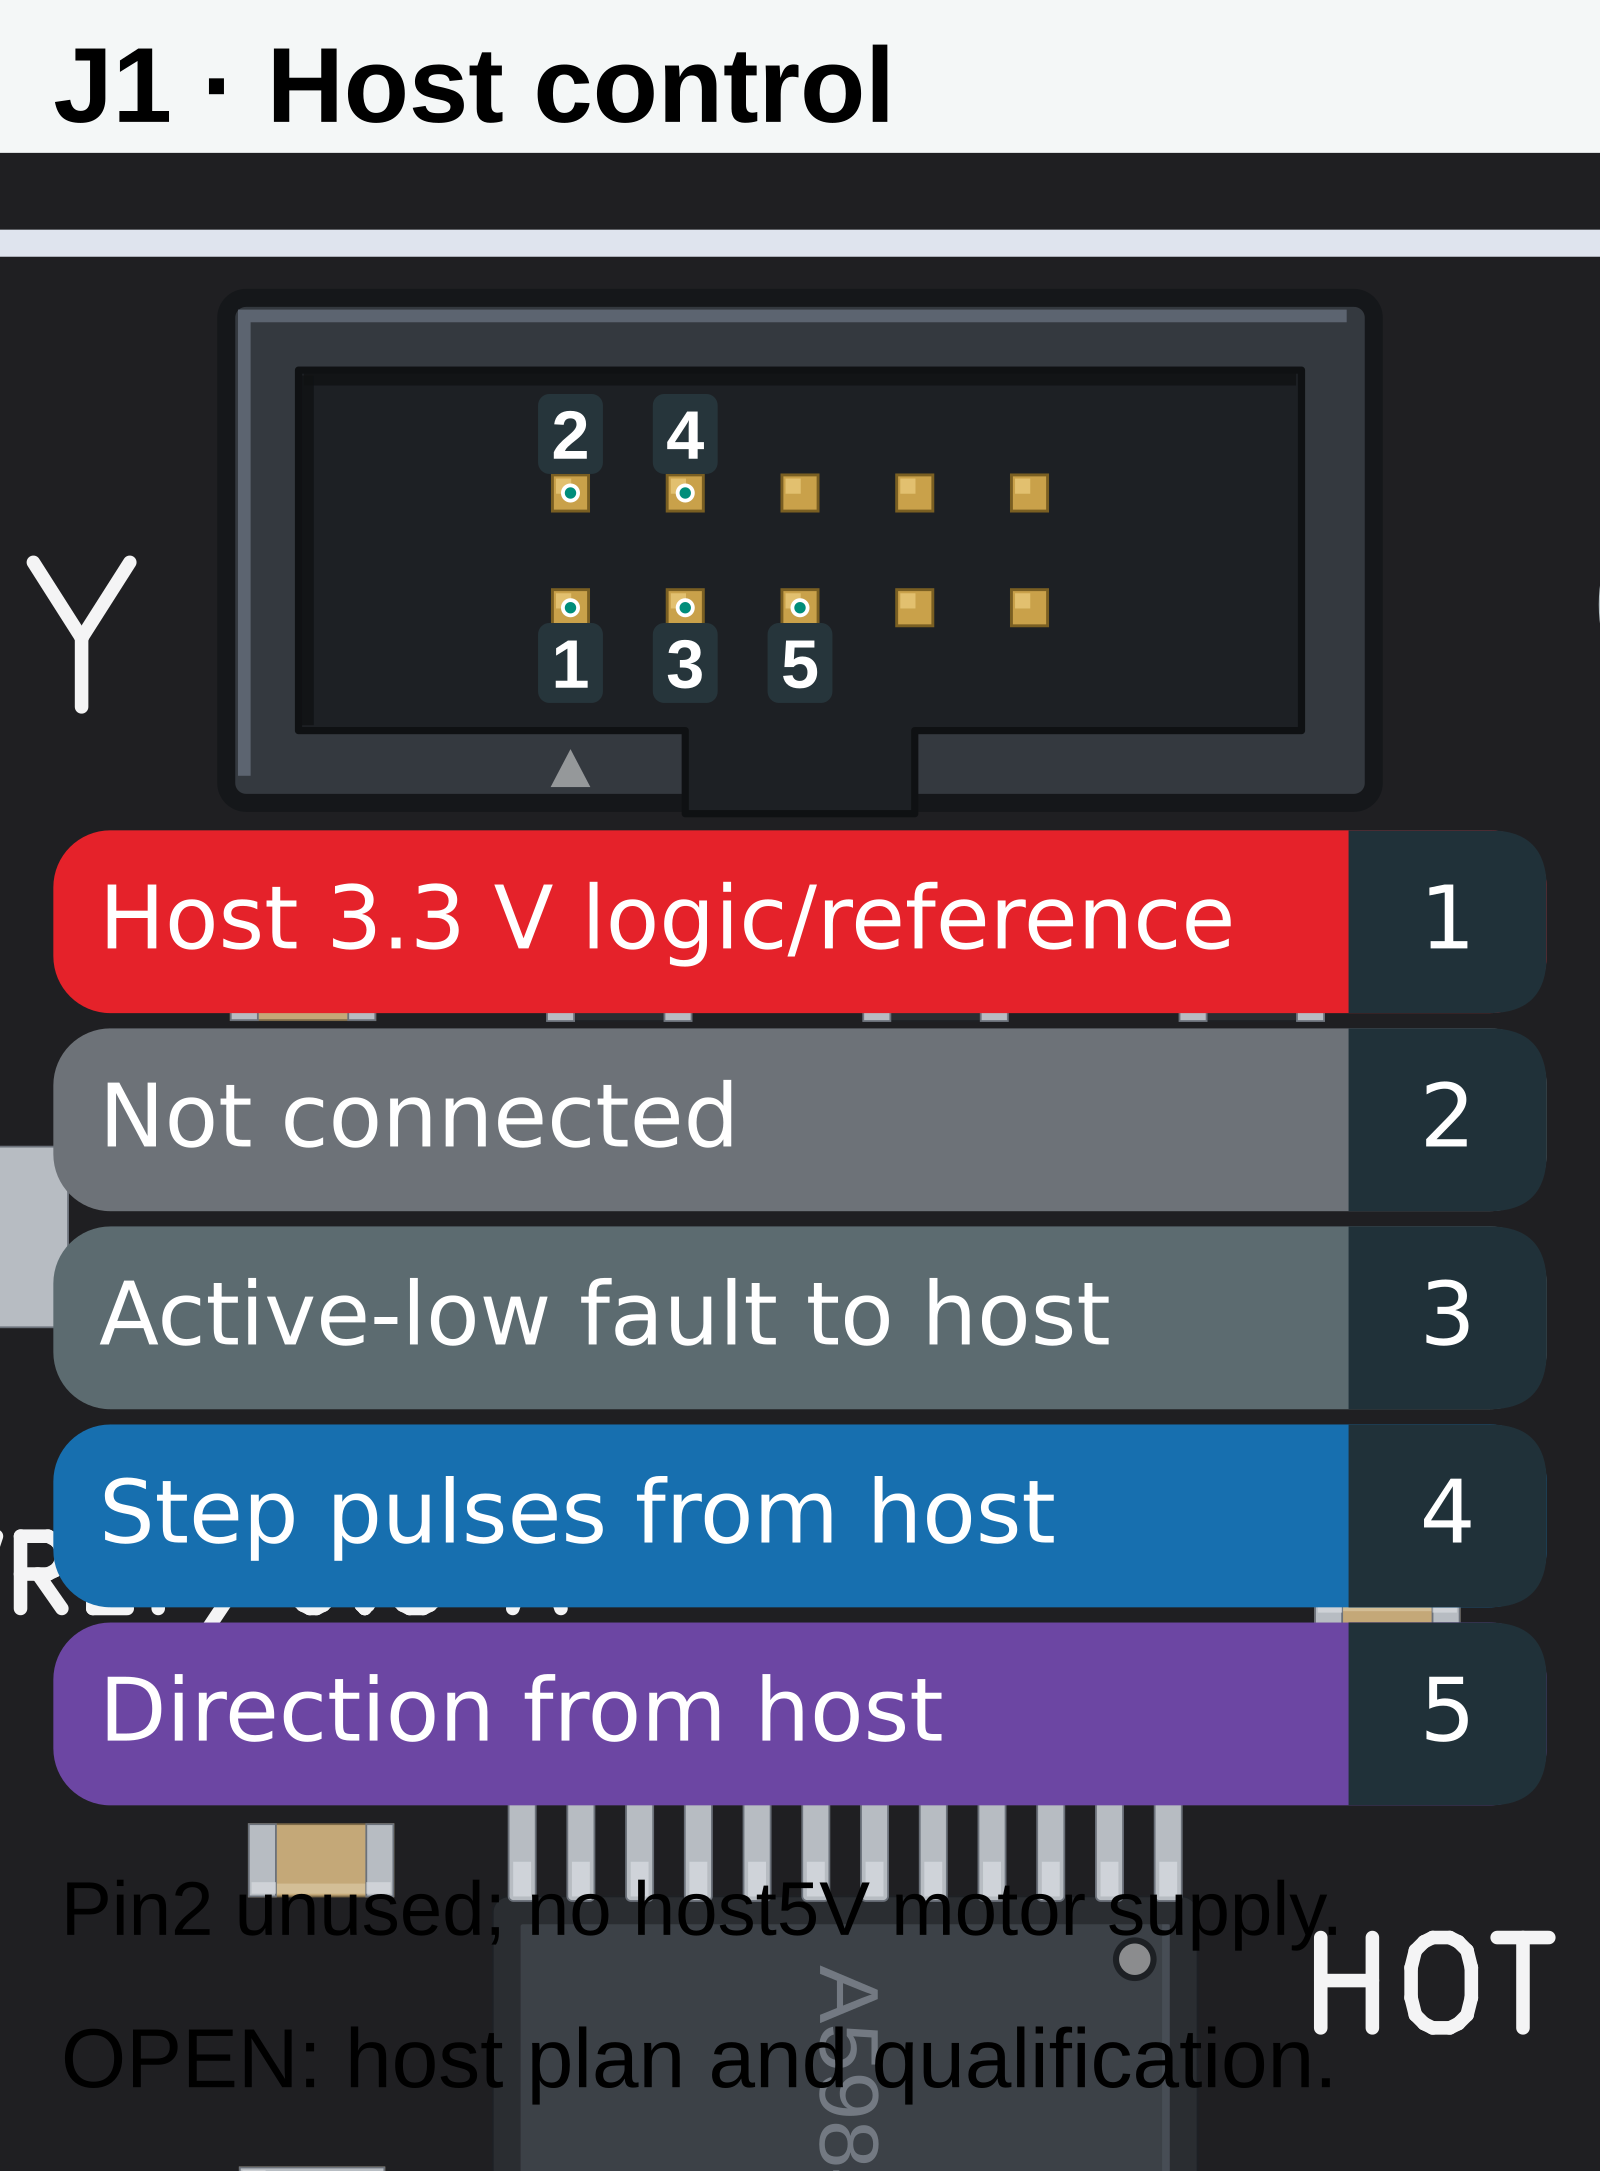 J1 · Host control
2 4
Y
1 3 5
Host 3.3 V logic/reference 1
Not connected 2
Active-low fault to host 3
Step pulses from host 4
Direction from host 5
Pin2 unused; no host5V motor supply.
HOT
OPEN: host plan and qualification.
A598